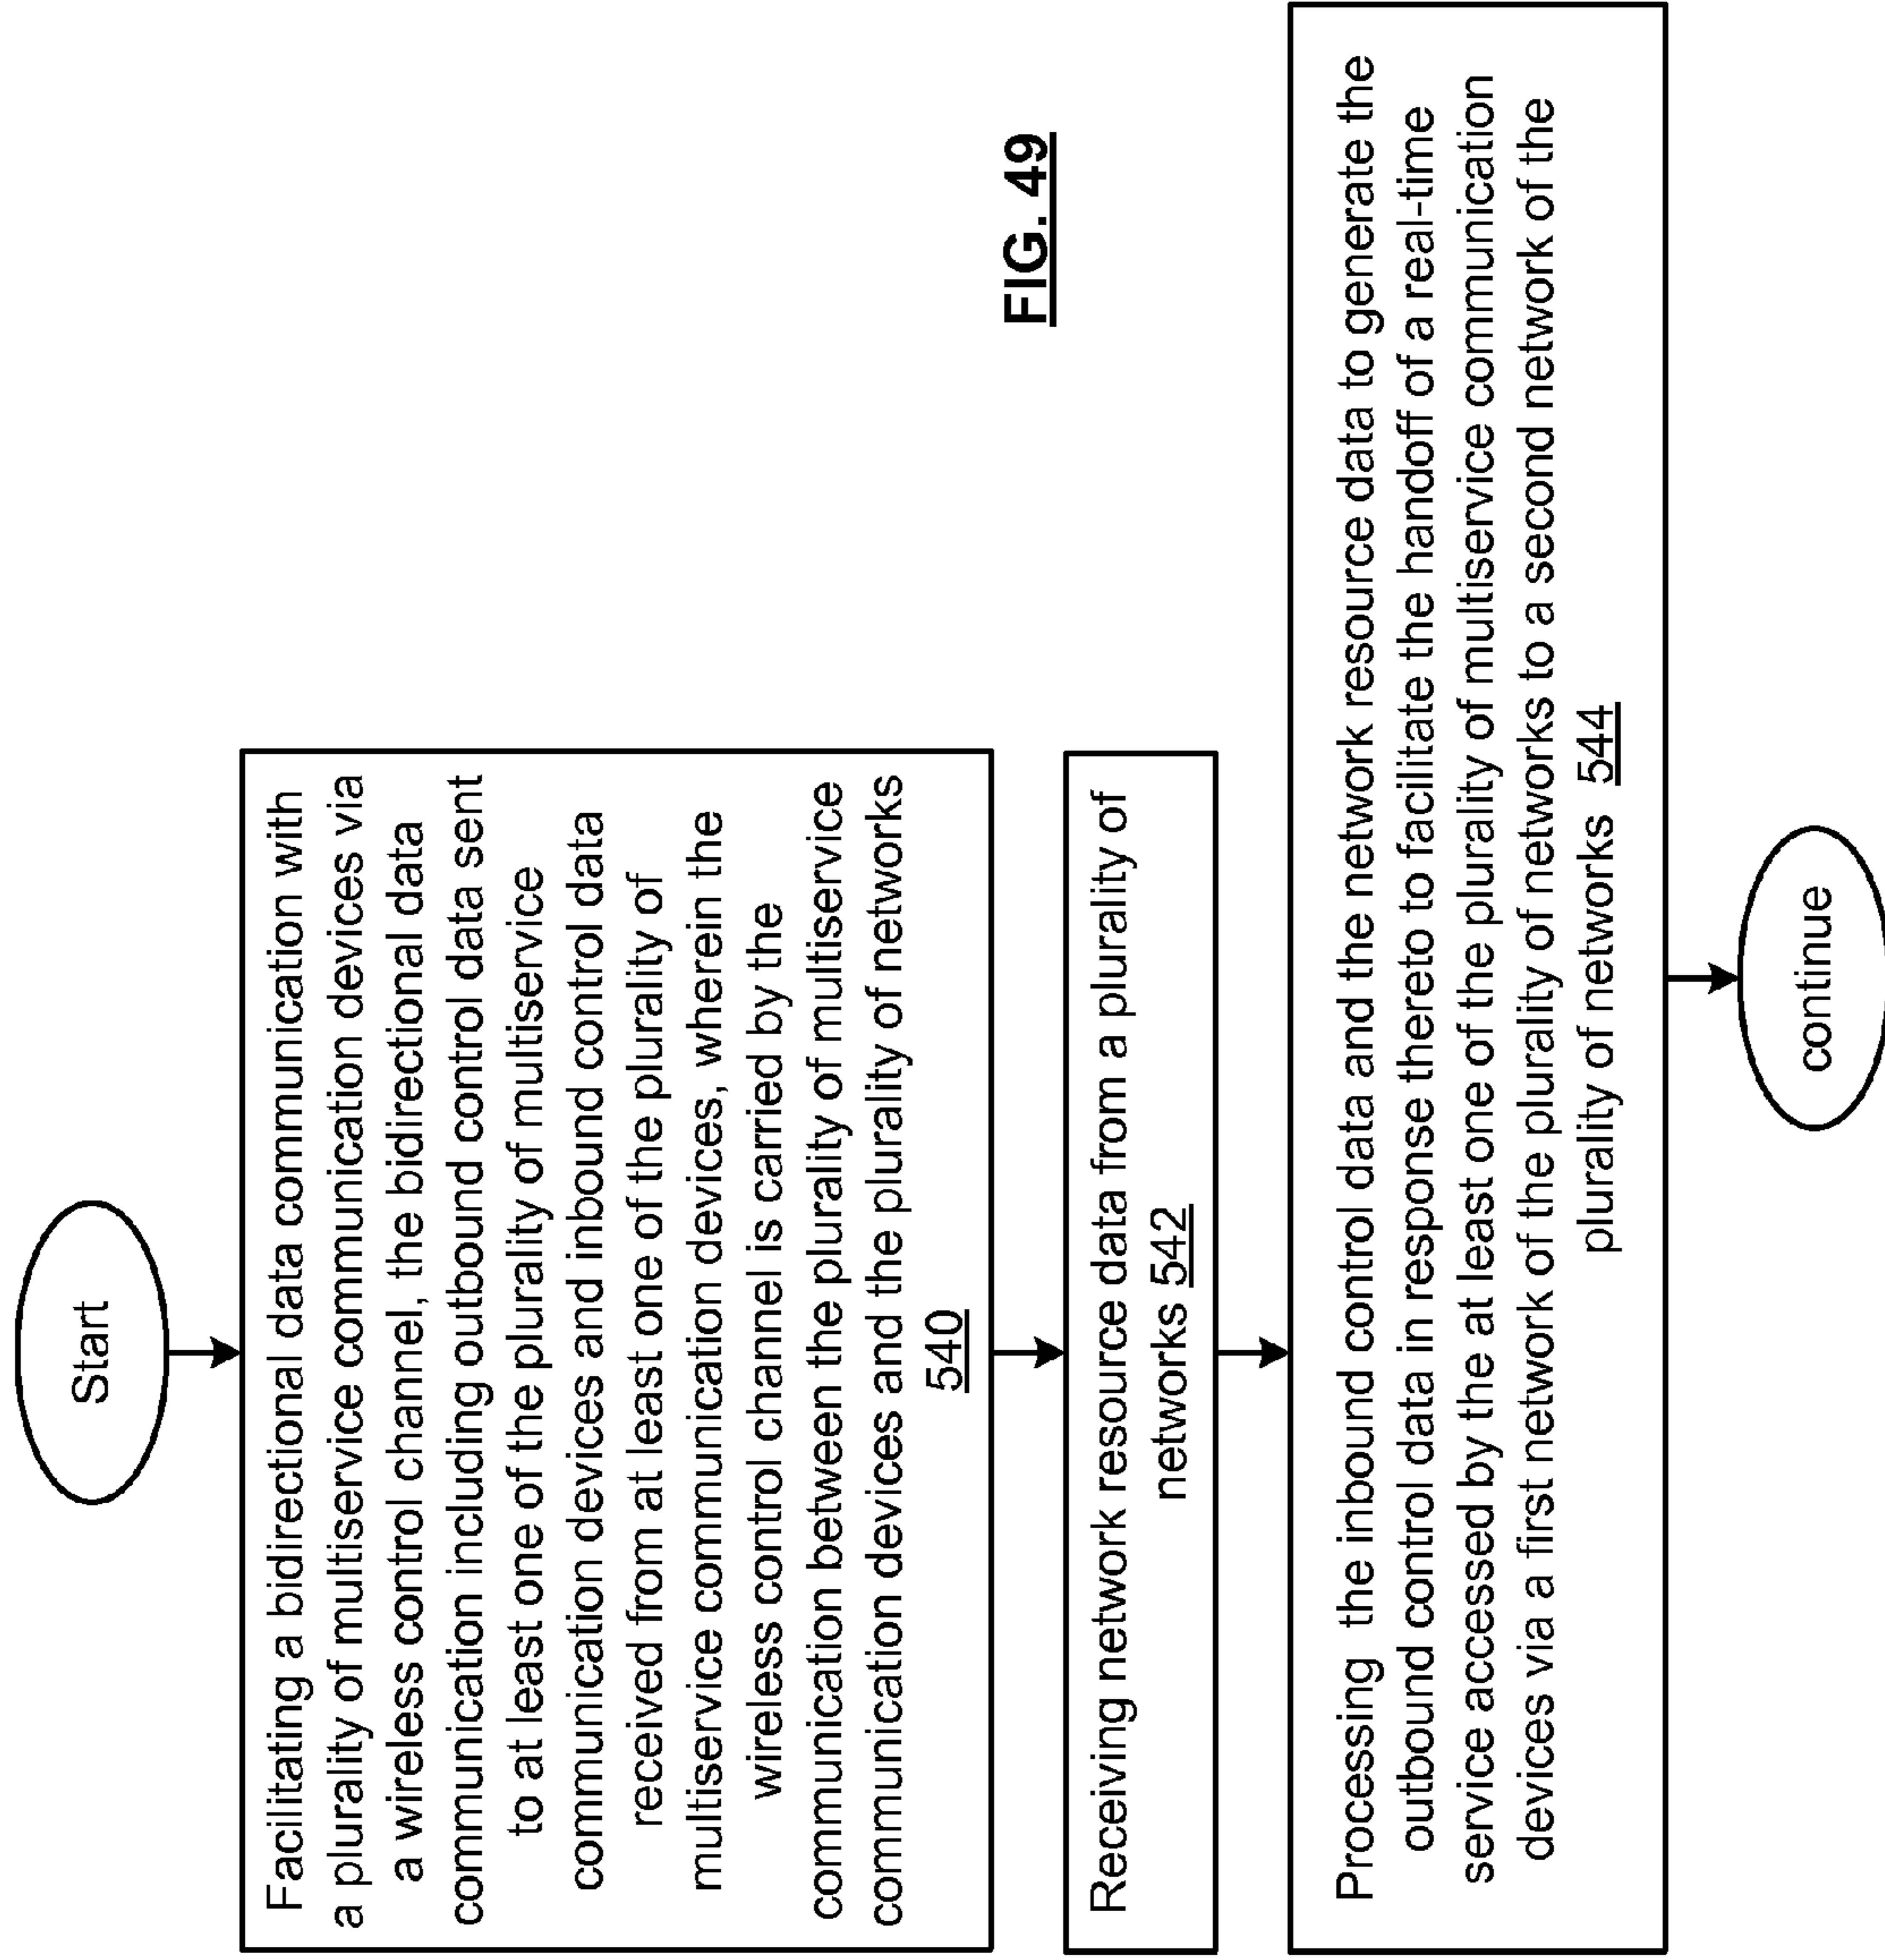 Start
Facilitating a bidirectional data communication with
a plurality of multiservice communication devices via
a wireless control channel, the bidirectional data
communication including outbound control data sent
to at least one of the plurality of multiservice
communication devices and inbound control data
received from at least one of the plurality of
multiservice communication devices, wherein the
wireless control channel is carried by the
communication between the plurality of multiservice
communication devices and the plurality of networks
540
Receiving network resource data from a plurality of
networks 542
Processing the inbound control data and the network resource data to generate the
outbound control data in response thereto to facilitate the handoff of a real-time
service accessed by the at least one of the plurality of multiservice communication
devices via a first network of the plurality of networks to a second network of the
plurality of networks 544
continue
FIG. 49